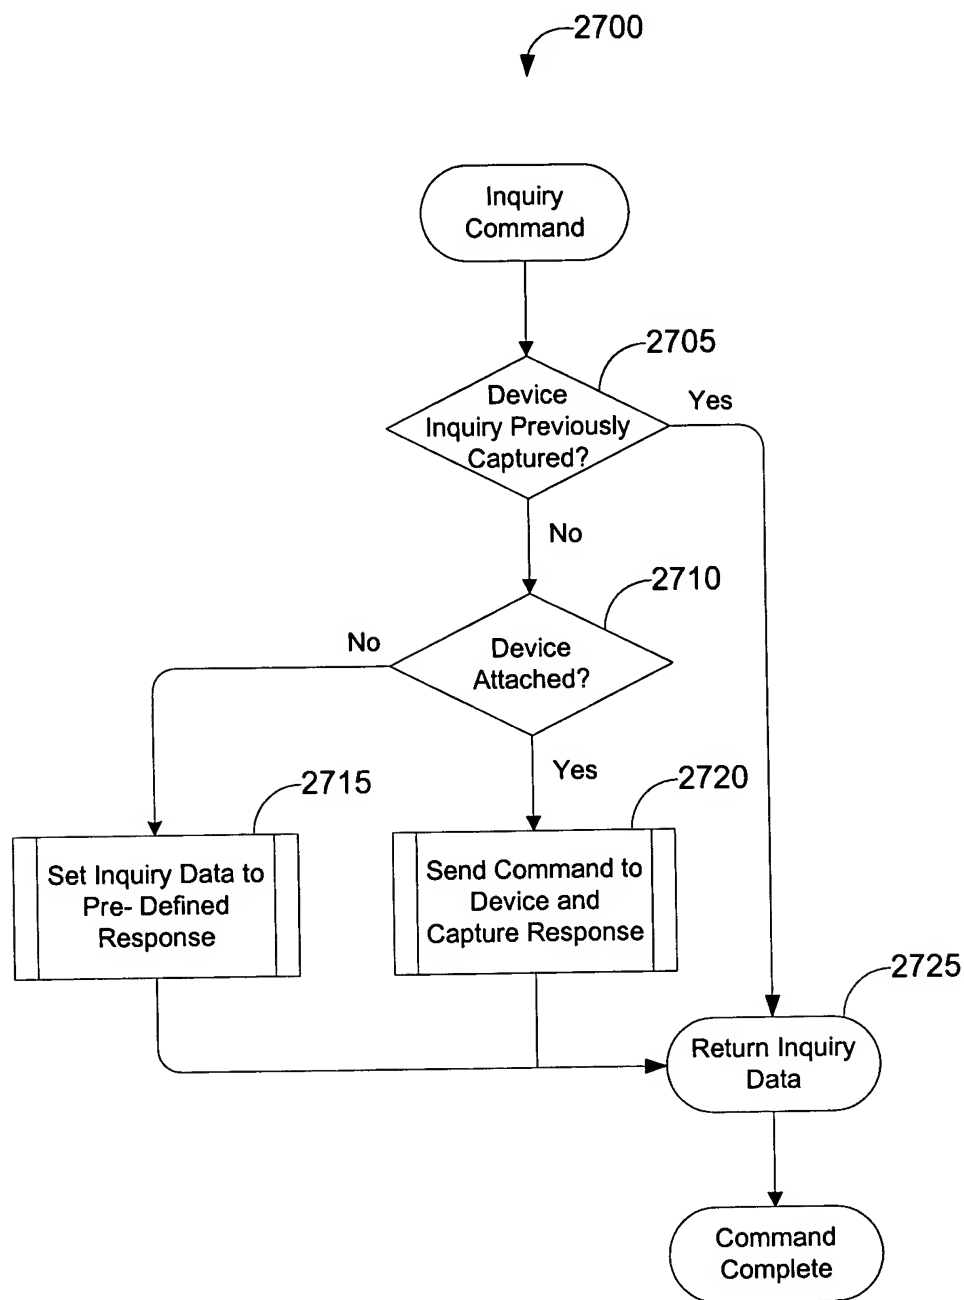 2700
Inquiry
Command
2705
Device
Inquiry Previously
Captured?
Yes
No
2710
Device
Attached?
No
Yes
2715
Set Inquiry Data to
Pre- Defined
Response
2720
Send Command to
Device and
Capture Response
2725
Return Inquiry
Data
Command
Complete